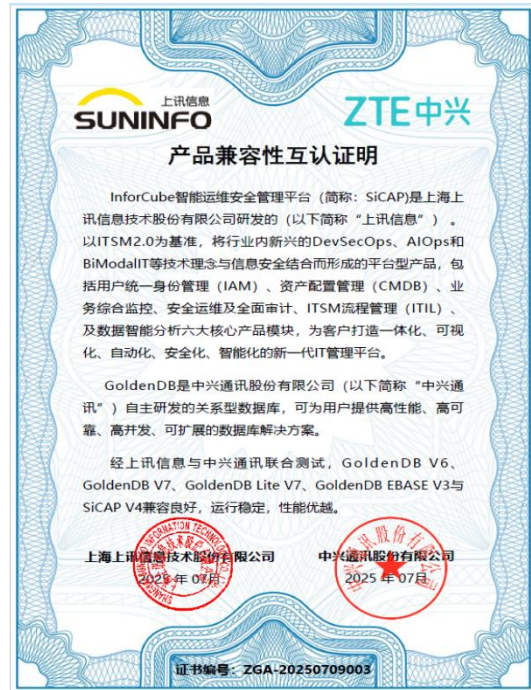 上讯信息
SUNINFO
ZTE中兴
产品兼容性互认证明
InforCube智能运维安全管理平台（简称：SiCAP)是上海上
讯信息技术股份有限公司研发的（以下简称“上讯信息”）。
以ITSM2.0为基准，将行业内新兴的DevSecOps、AIOps和
BiModalIT等技术理念与信息安全结合而形成的平台型产品，包
括用户统一身份管理（IAM）、资产配置管理（CMDB）、业
务综合监控、安全运维及全面审计、ITSM流程管理（ITIL）、
及数据智能分析六大核心产品模块，为客户打造一体化、可视
化、自动化、安全化、智能化的新一代IT管理平台。
GoldenDB是中兴通讯股份有限公司（以下简称“中兴通
讯”）自主研发的关系型数据库，可为用户提供高性能、高可
靠、高并发、可扩展的数据库解决方案。
经上讯信息与中兴通讯联合测试，GoldenDB V6、
GoldenDB V7、GoldenDB Lite V7、GoldenDB EBASE V3与
SiCAP V4兼容良好，运行稳定，性能优越。
上海上讯信息技术股份有限公司
中兴通讯股份有限公司
2025 年 07月
2025 年 07月
证书编号：ZGA-20250709003